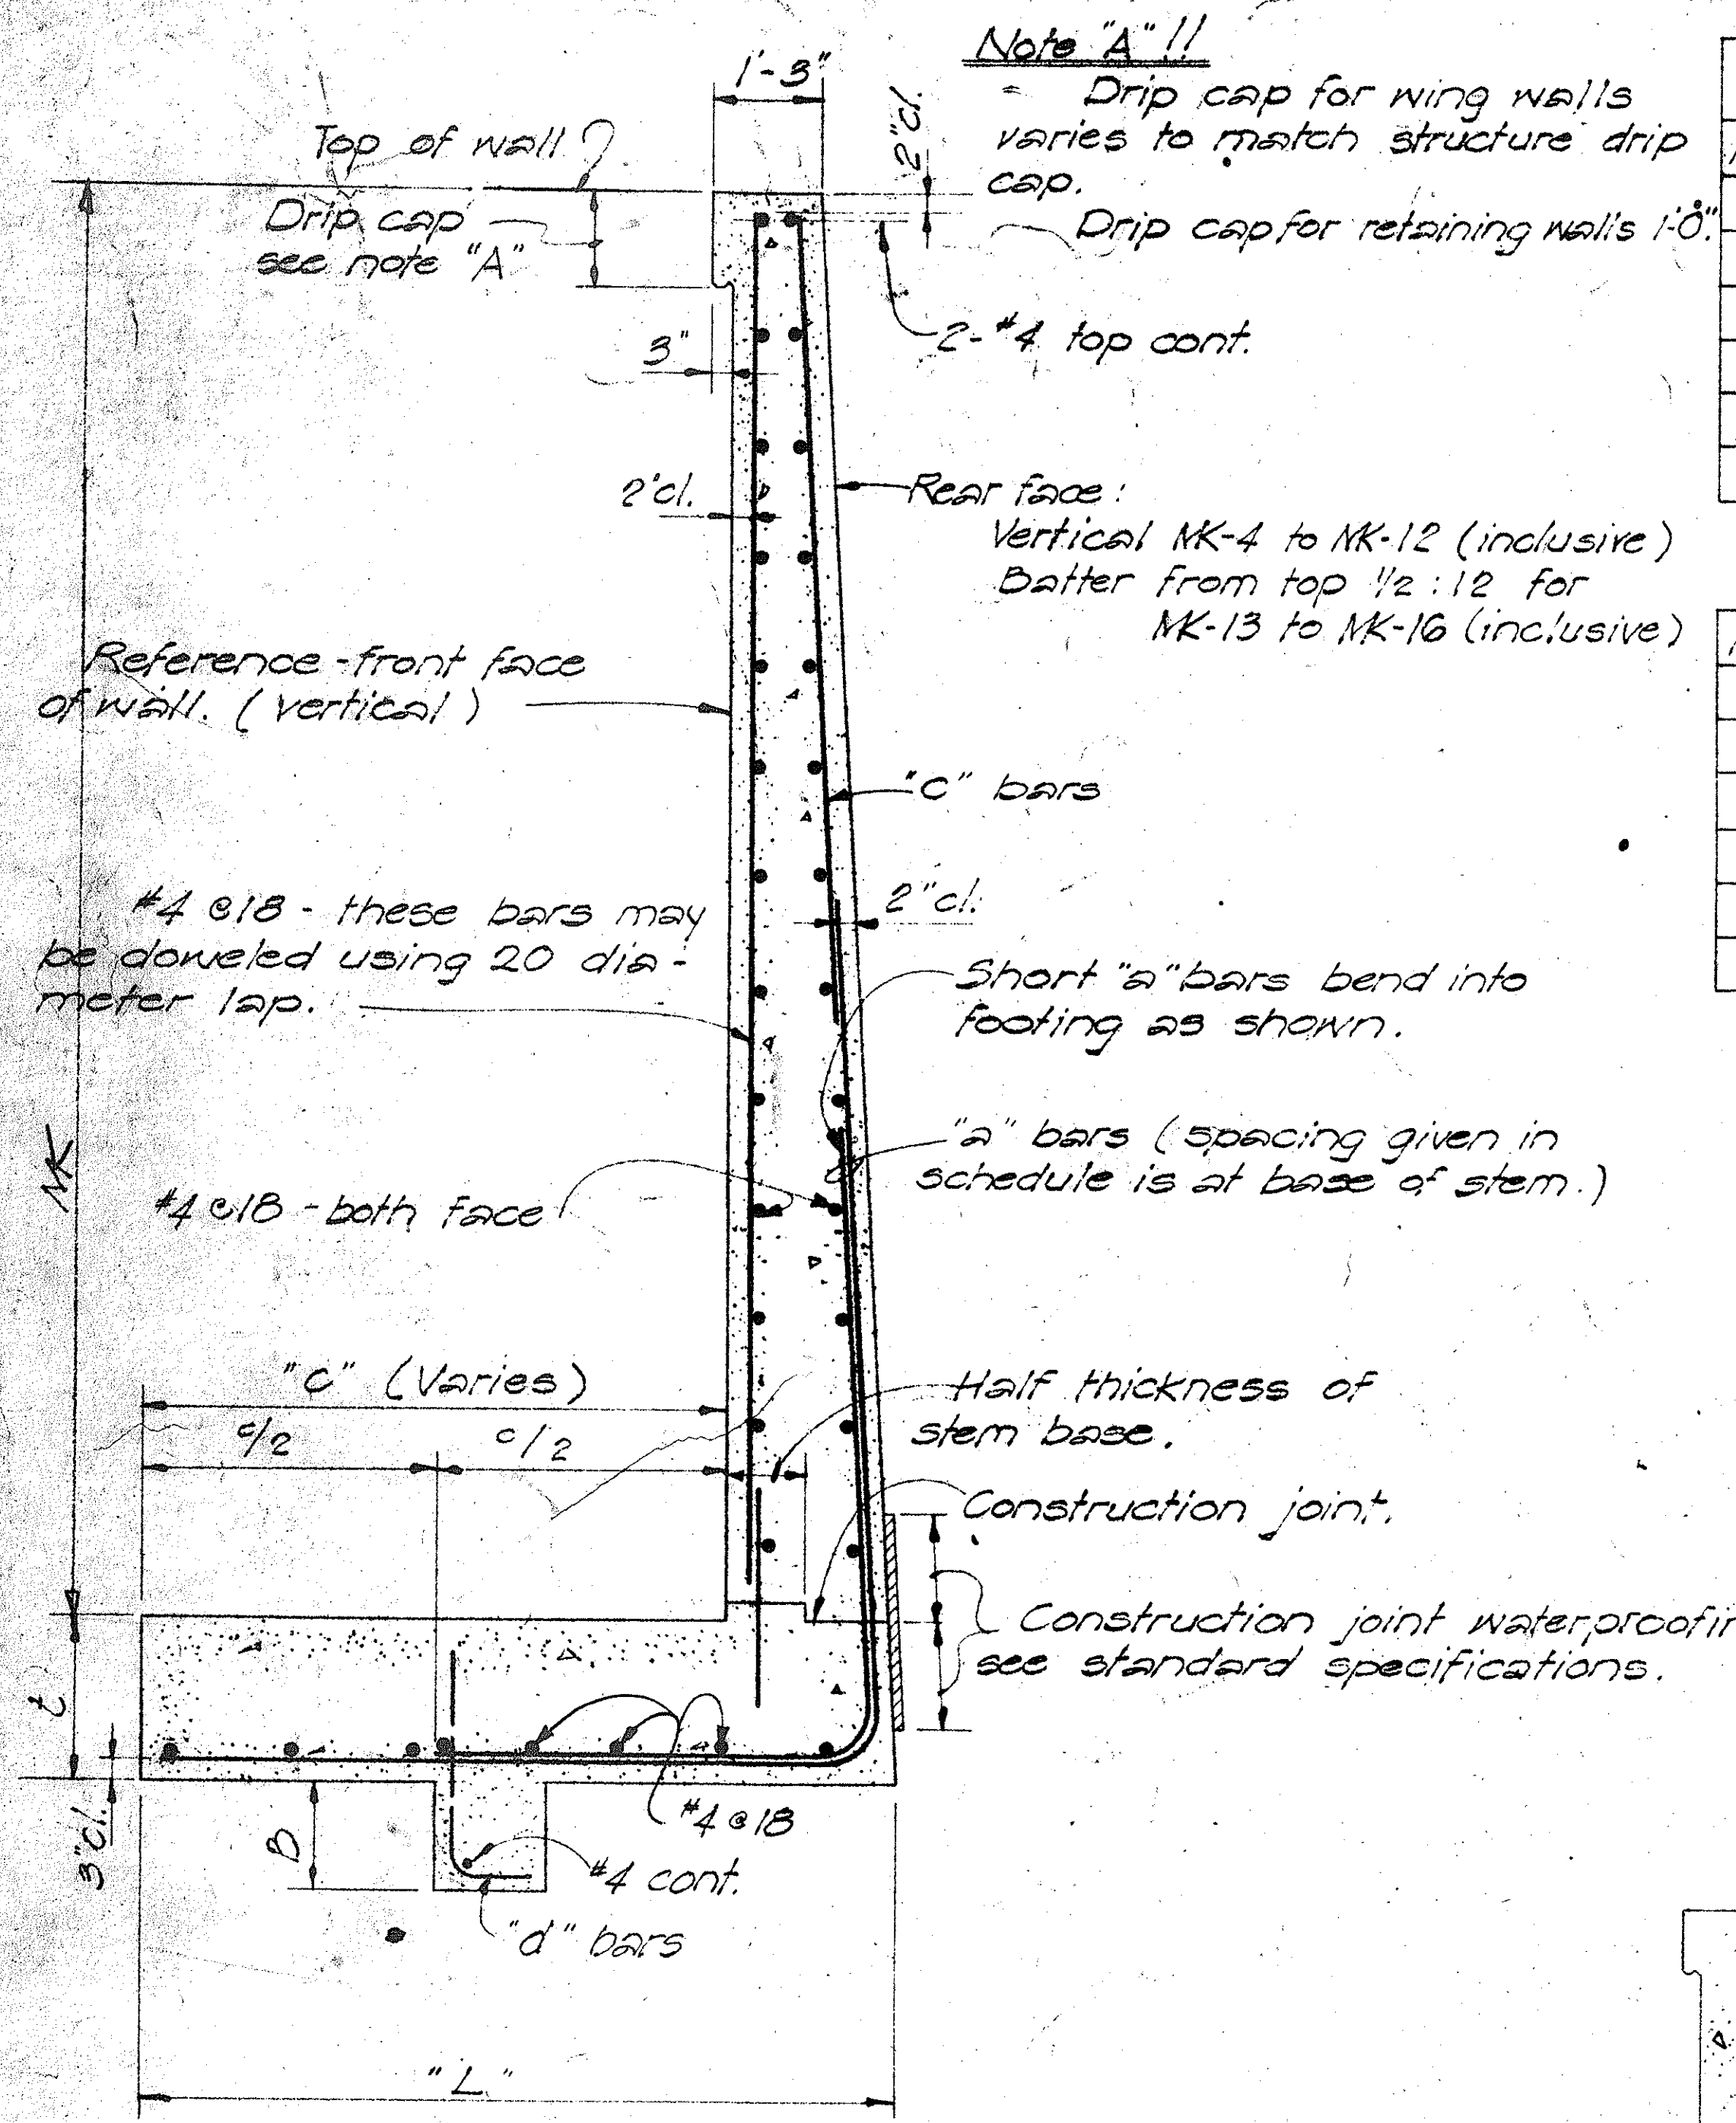 Note "A" !!
1'-3"
Drip cap for wing walls
2"cl.
varies to match structure drip
cap.
Top of wall
Drip cap for retaining walls 1'-0".
Drip cap
see note "A"
2-#4 top cont.
3"
2"cl.
Rear face:
Vertical NK-4 to NK-12 (inclusive)
Batter from top 1/2:12 for
NK-13 to NK-16 (inclusive)
Reference-front face
of wall. (vertical)
"C" bars
#4 @18 - these bars may
be doweled using 20 dia-
meter lap.
2"cl.
Short "a" bars bend into
footing as shown.
"a" bars (spacing given in
schedule is at base of stem.)
NK
#4 @18 - both face
"C" (Varies)
c/2
c/2
Half thickness of
stem base.
Construction joint.
Construction joint waterproofin
see standard specifications.
t
3"cl.
B
#4 @18
#4 cont.
"d" bars
"L"